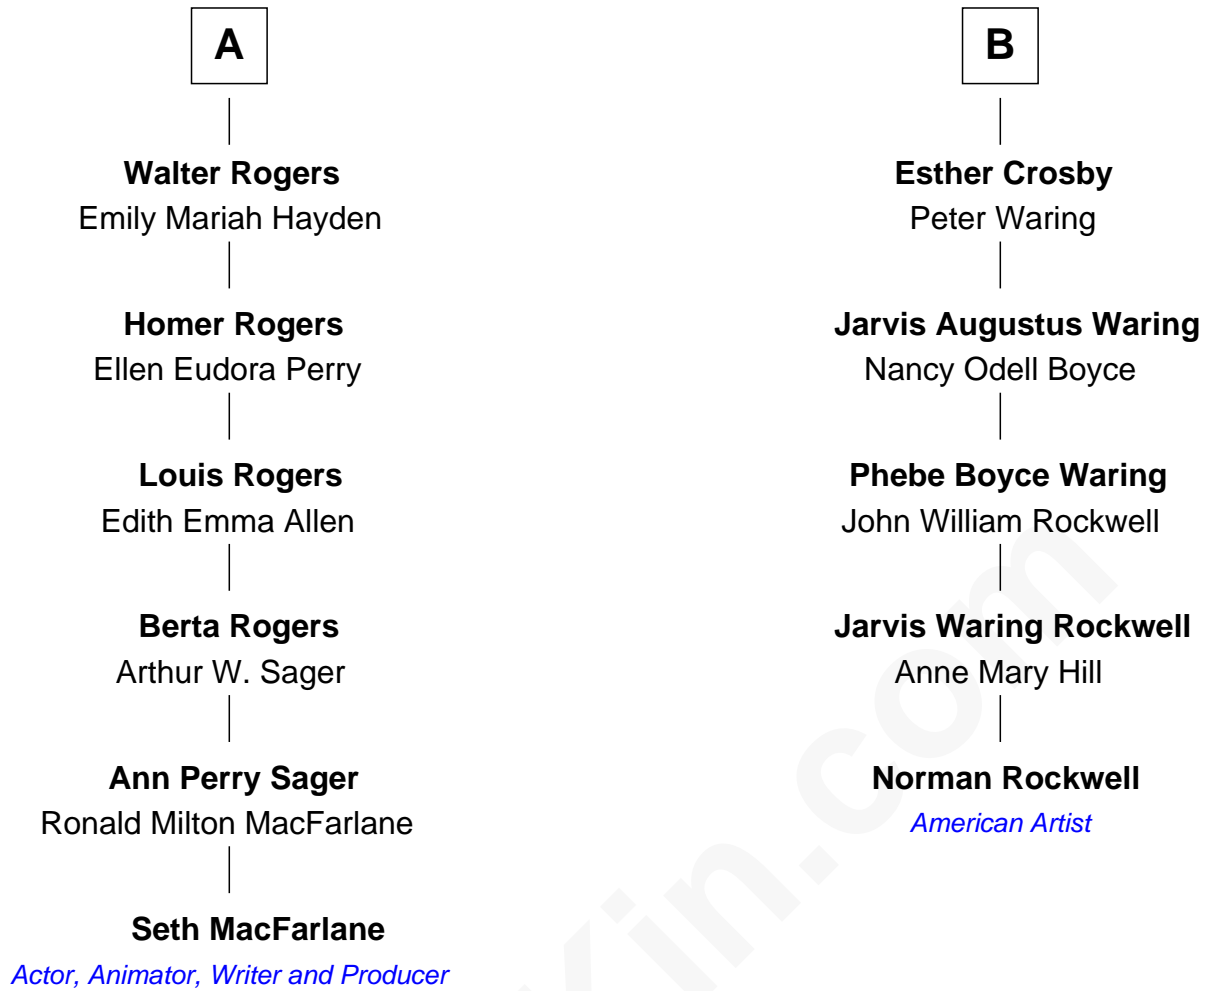 A
Walter Rogers
Emily Mariah Hayden
Homer Rogers
Ellen Eudora Perry
Louis Rogers
Edith Emma Allen
Berta Rogers
Arthur W. Sager
Ann Perry Sager
Ronald Milton MacFarlane
Seth MacFarlane
Actor, Animator, Writer and Producer
B
Esther Crosby
Peter Waring
Jarvis Augustus Waring
Nancy Odell Boyce
Phebe Boyce Waring
John William Rockwell
Jarvis Waring Rockwell
Anne Mary Hill
Norman Rockwell
American Artist
Kin.com